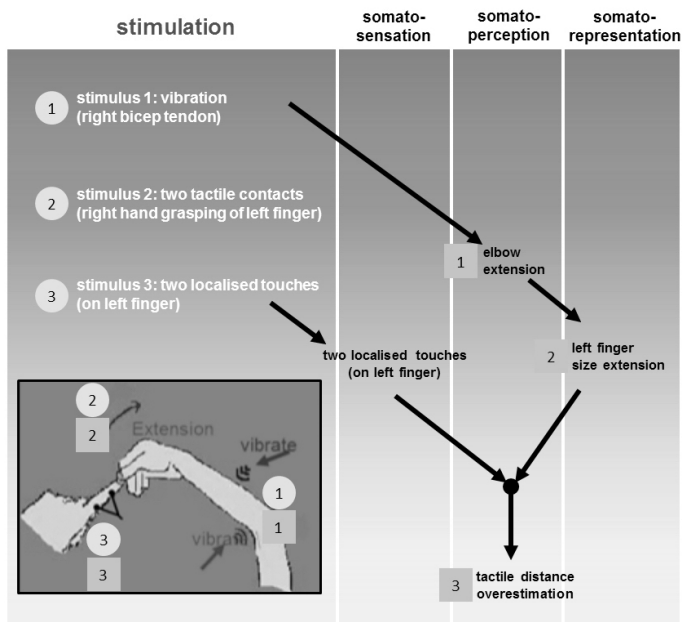 stimulation
somato-
sensation
somato-
perception
somato-
representation
1
stimulus 1: vibration
(right bicep tendon)
2
stimulus 2: two tactile contacts
(right hand grasping of left finger)
3
stimulus 3: two localised touches
(on left finger)
1
elbow
extension
two localised touches
(on left finger)
2
left finger
size extension
3
tactile distance
overestimation
2
2
Extension
vibrate
1
1
vibrate
3
3